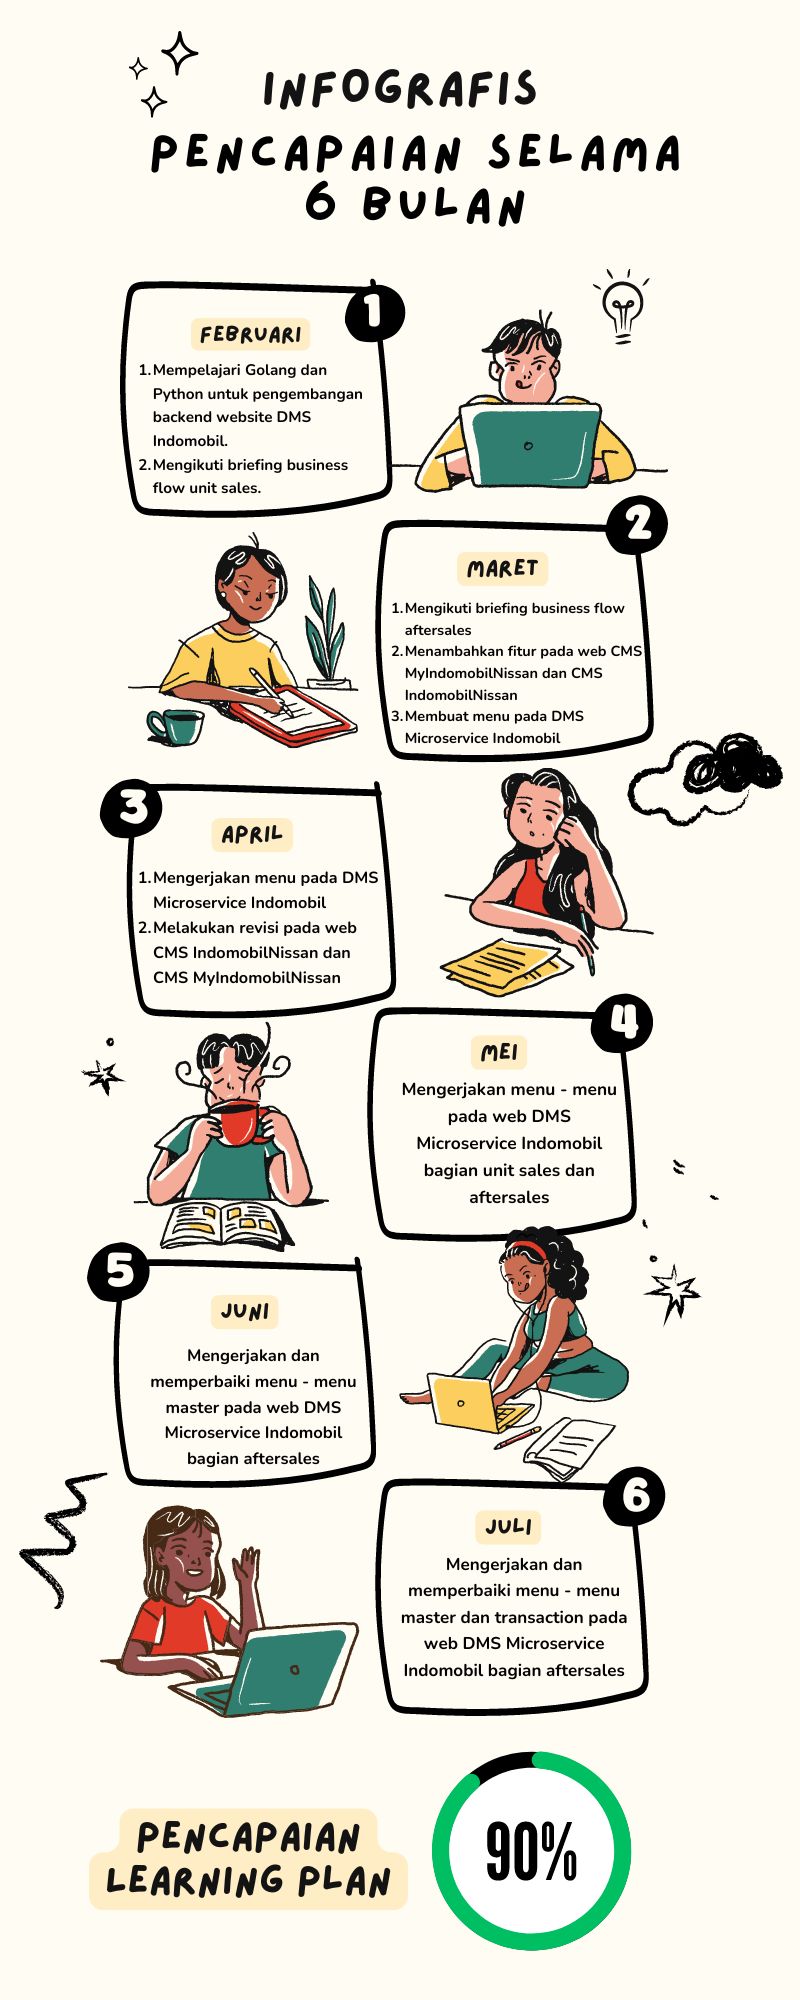 INFOGRAFIS
PENCAPAIAN SELAMA
6 BULAN
1
FEBRUARI
1. Mempelajari Golang dan
Python untuk pengembangan
backend website DMS
Indomobil.
2. Mengikuti briefing business
flow unit sales.
2
MARET
1. Mengikuti briefing business flow
aftersales
2. Menambahkan fitur pada web CMS
MyIndomobilNissan dan CMS
IndomobilNissan
3. Membuat menu pada DMS
Microservice Indomobil
3
APRIL
1. Mengerjakan menu pada DMS
Microservice Indomobil
2. Melakukan revisi pada web
CMS IndomobilNissan dan
CMS MyIndomobilNissan
4
MEI
Mengerjakan menu - menu
pada web DMS
Microservice Indomobil
bagian unit sales dan
aftersales
5
JUNI
Mengerjakan dan
memperbaiki menu - menu
master pada web DMS
Microservice Indomobil
bagian aftersales
6
JULI
Mengerjakan dan
memperbaiki menu - menu
master dan transaction pada
web DMS Microservice
Indomobil bagian aftersales
PENCAPAIAN
LEARNING PLAN
90%